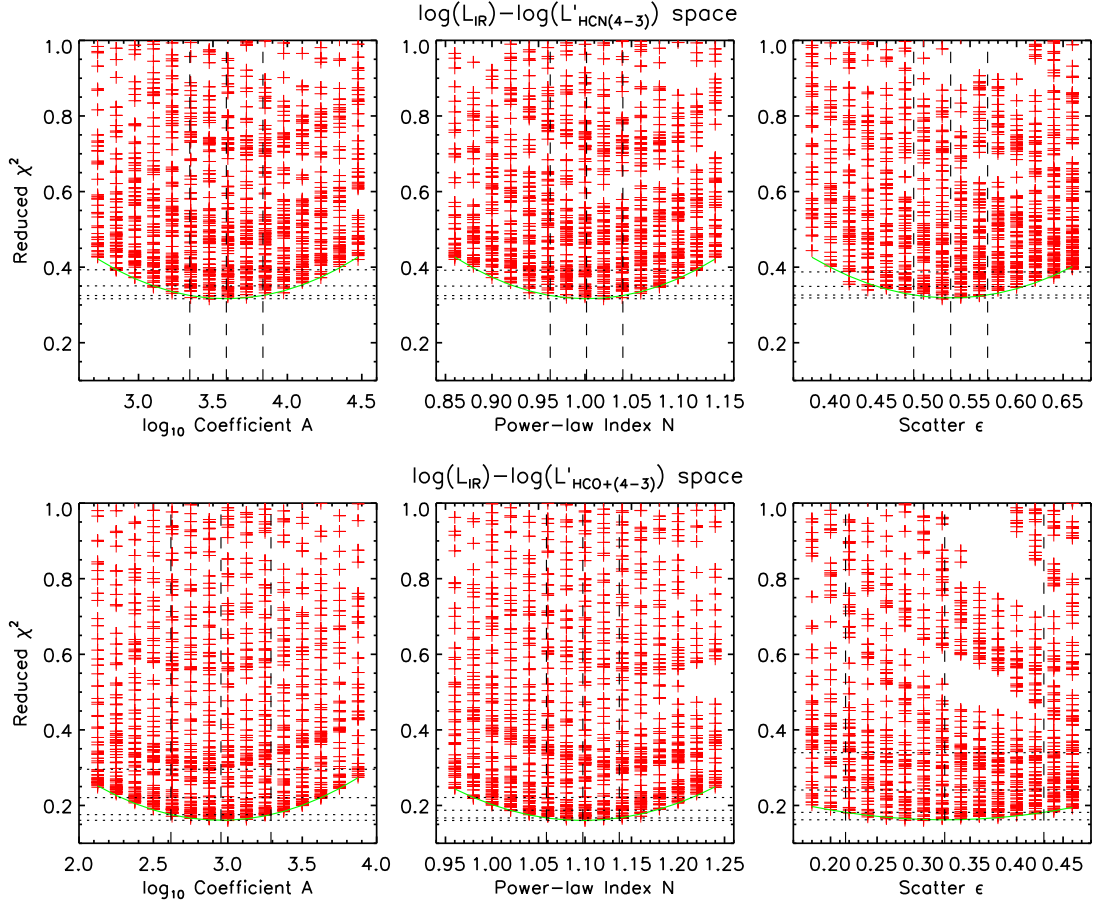 log(L_IR)−log(L'_HCN(4−3)) space
1.0
0.8
0.6
0.4
0.2
Reduced χ²
3.0 3.5 4.0 4.5
log₁₀ Coefficient A
0.85 0.90 0.95 1.00 1.05 1.10 1.15
Power−law Index N
0.40 0.45 0.50 0.55 0.60 0.65
Scatter ε
log(L_IR)−log(L'_HCO+(4−3)) space
1.0
0.8
0.6
0.4
0.2
Reduced χ²
2.0 2.5 3.0 3.5 4.0
log₁₀ Coefficient A
0.95 1.00 1.05 1.10 1.15 1.20 1.25
Power−law Index N
0.20 0.25 0.30 0.35 0.40 0.45
Scatter ε